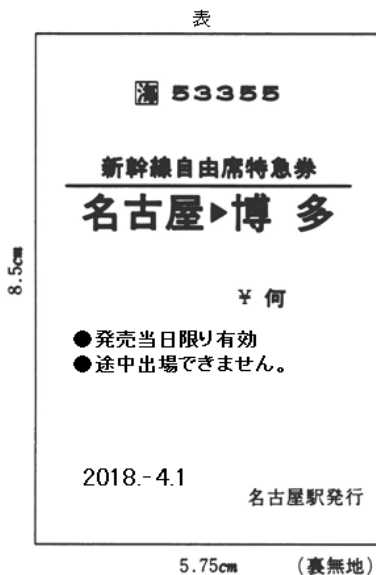 表
海 53355
新幹線自由席特急券
名古屋▶博多
¥ 何
●発売当日限り有効
●途中出場できません。
2018.-4.1
名古屋駅発行
8.5cm
5.75cm (裏無地)